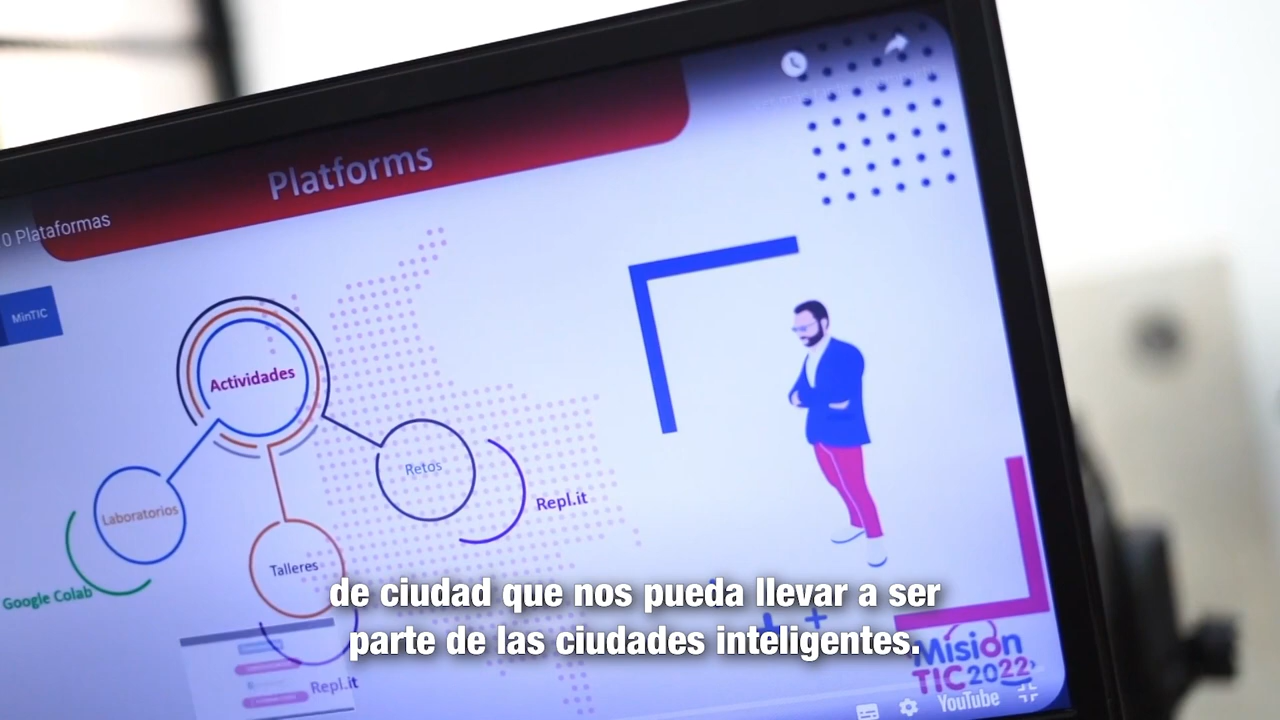 Platforms
0 Plataformas
MinTIC
Actividades
Retos
Repl.it
Laboratorios
Talleres
Google Colab
Repl.it
de ciudad que nos pueda llevar a ser
parte de las ciudades inteligentes.
Misión
TIC 2022
YouTube